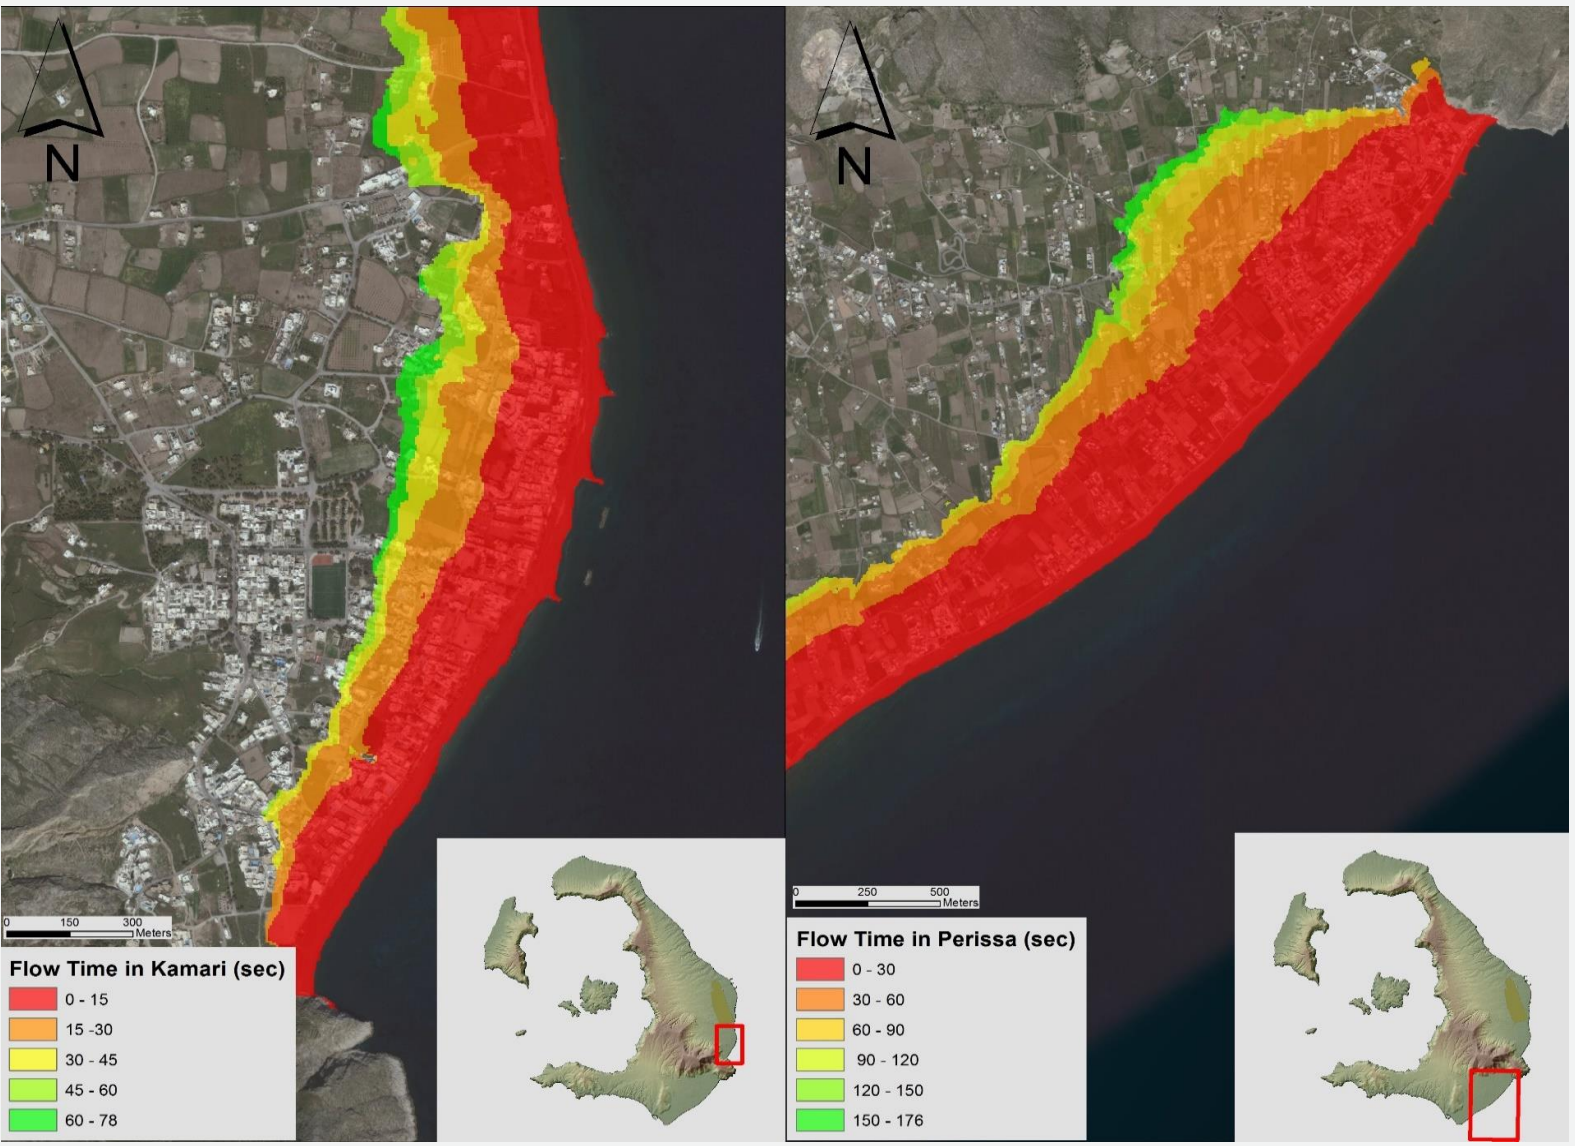 N
N
0 150 300
Meters
0 250 500
Meters
Flow Time in Kamari (sec)
0 - 15
15 -30
30 - 45
45 - 60
60 - 78
Flow Time in Perissa (sec)
0 - 30
30 - 60
60 - 90
90 - 120
120 - 150
150 - 176